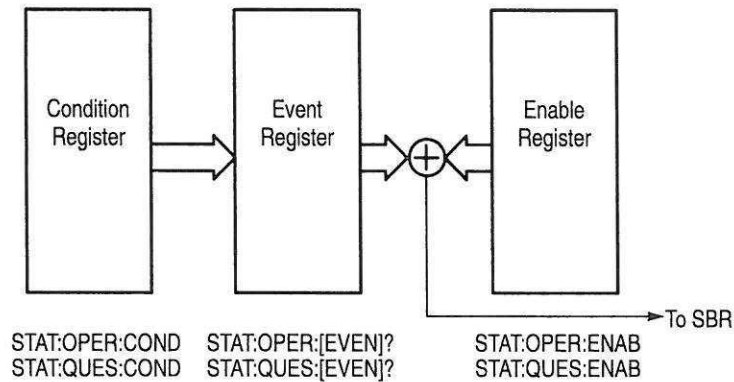 Condition
Register
Event
Register
Enable
Register
To SBR
STAT:OPER:COND STAT:OPER:[EVEN]? STAT:OPER:ENAB
STAT:QUES:COND STAT:QUES:[EVEN]? STAT:QUES:ENAB